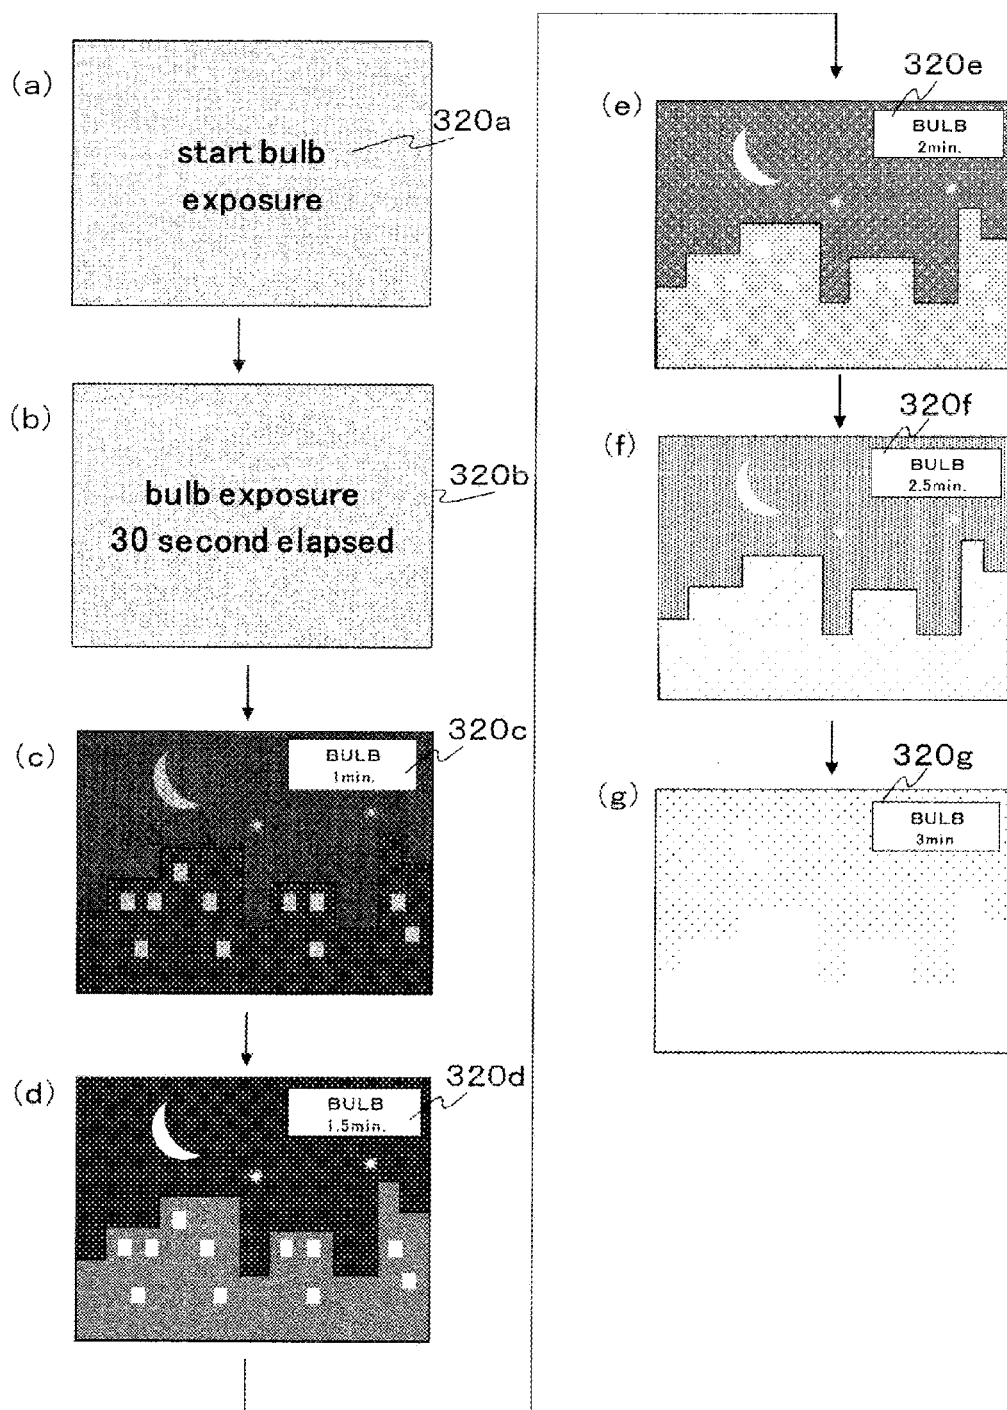 (a)
320a
start bulb
exposure
(b)
320b
bulb exposure
30 second elapsed
(c)
320c
BULB
1min.
(d)
320d
BULB
1.5min.
(e)
320e
BULB
2min.
(f)
320f
BULB
2.5min.
(g)
320g
BULB
3min